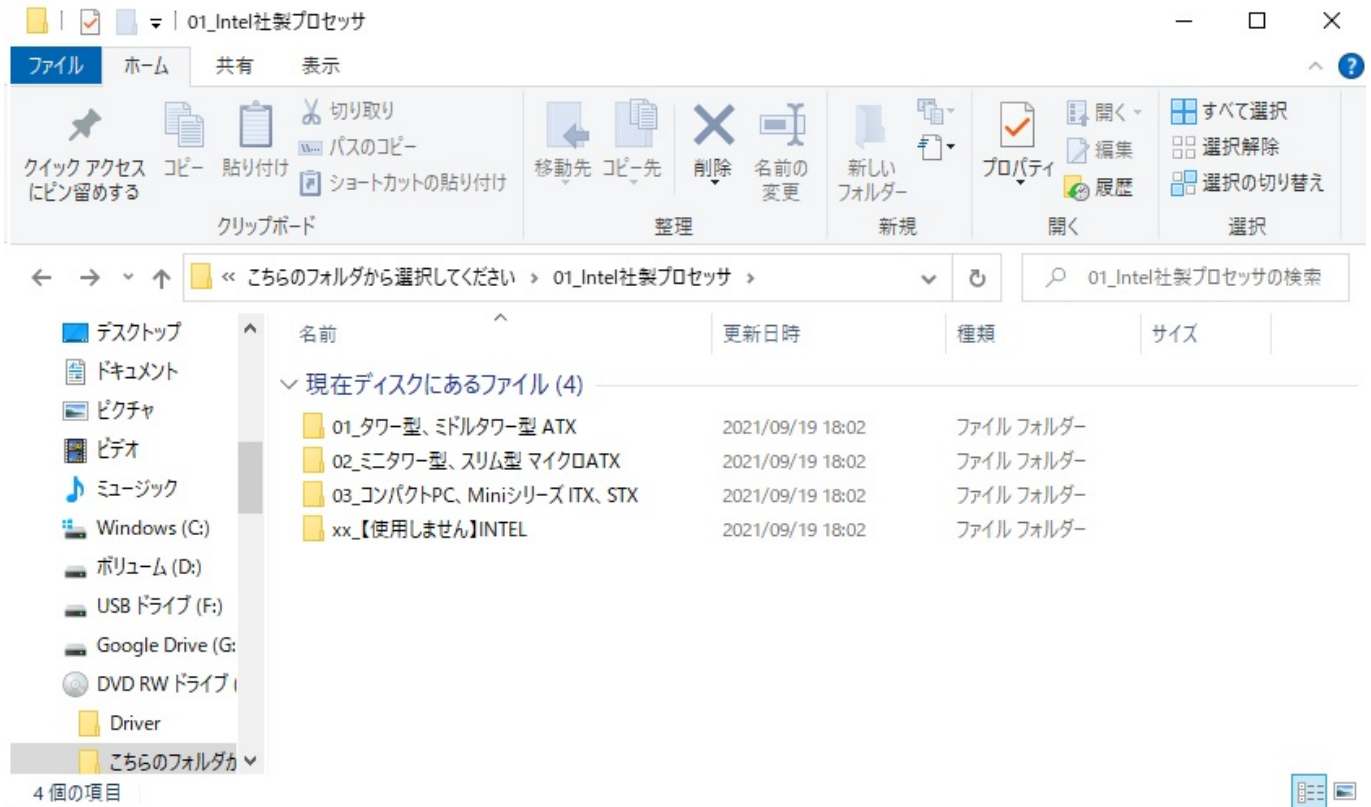 01_Intel社製プロセッサ
ファイル ホーム 共有 表示
クイック アクセス
にピン留めする
コピー
貼り付け
切り取り
パスのコピー
ショートカットの貼り付け
クリップボード
移動先
コピー先
削除
名前の
変更
整理
新しい
フォルダー
新規
プロパティ
開く
編集
履歴
開く
すべて選択
選択解除
選択の切り替え
選択
« こちらのフォルダから選択してください › 01_Intel社製プロセッサ ›
01_Intel社製プロセッサの検索
デスクトップ
ドキュメント
ピクチャ
ビデオ
ミュージック
Windows (C:)
ボリューム (D:)
USB ドライブ (F:)
Google Drive (G:
DVD RW ドライブ (
Driver
こちらのフォルダか
名前 更新日時 種類 サイズ
現在ディスクにあるファイル (4)
01_タワー型、ミドルタワー型 ATX 2021/09/19 18:02 ファイル フォルダー
02_ミニタワー型、スリム型 マイクロATX 2021/09/19 18:02 ファイル フォルダー
03_コンパクトPC、Miniシリーズ ITX、STX 2021/09/19 18:02 ファイル フォルダー
xx_【使用しません】INTEL 2021/09/19 18:02 ファイル フォルダー
4 個の項目